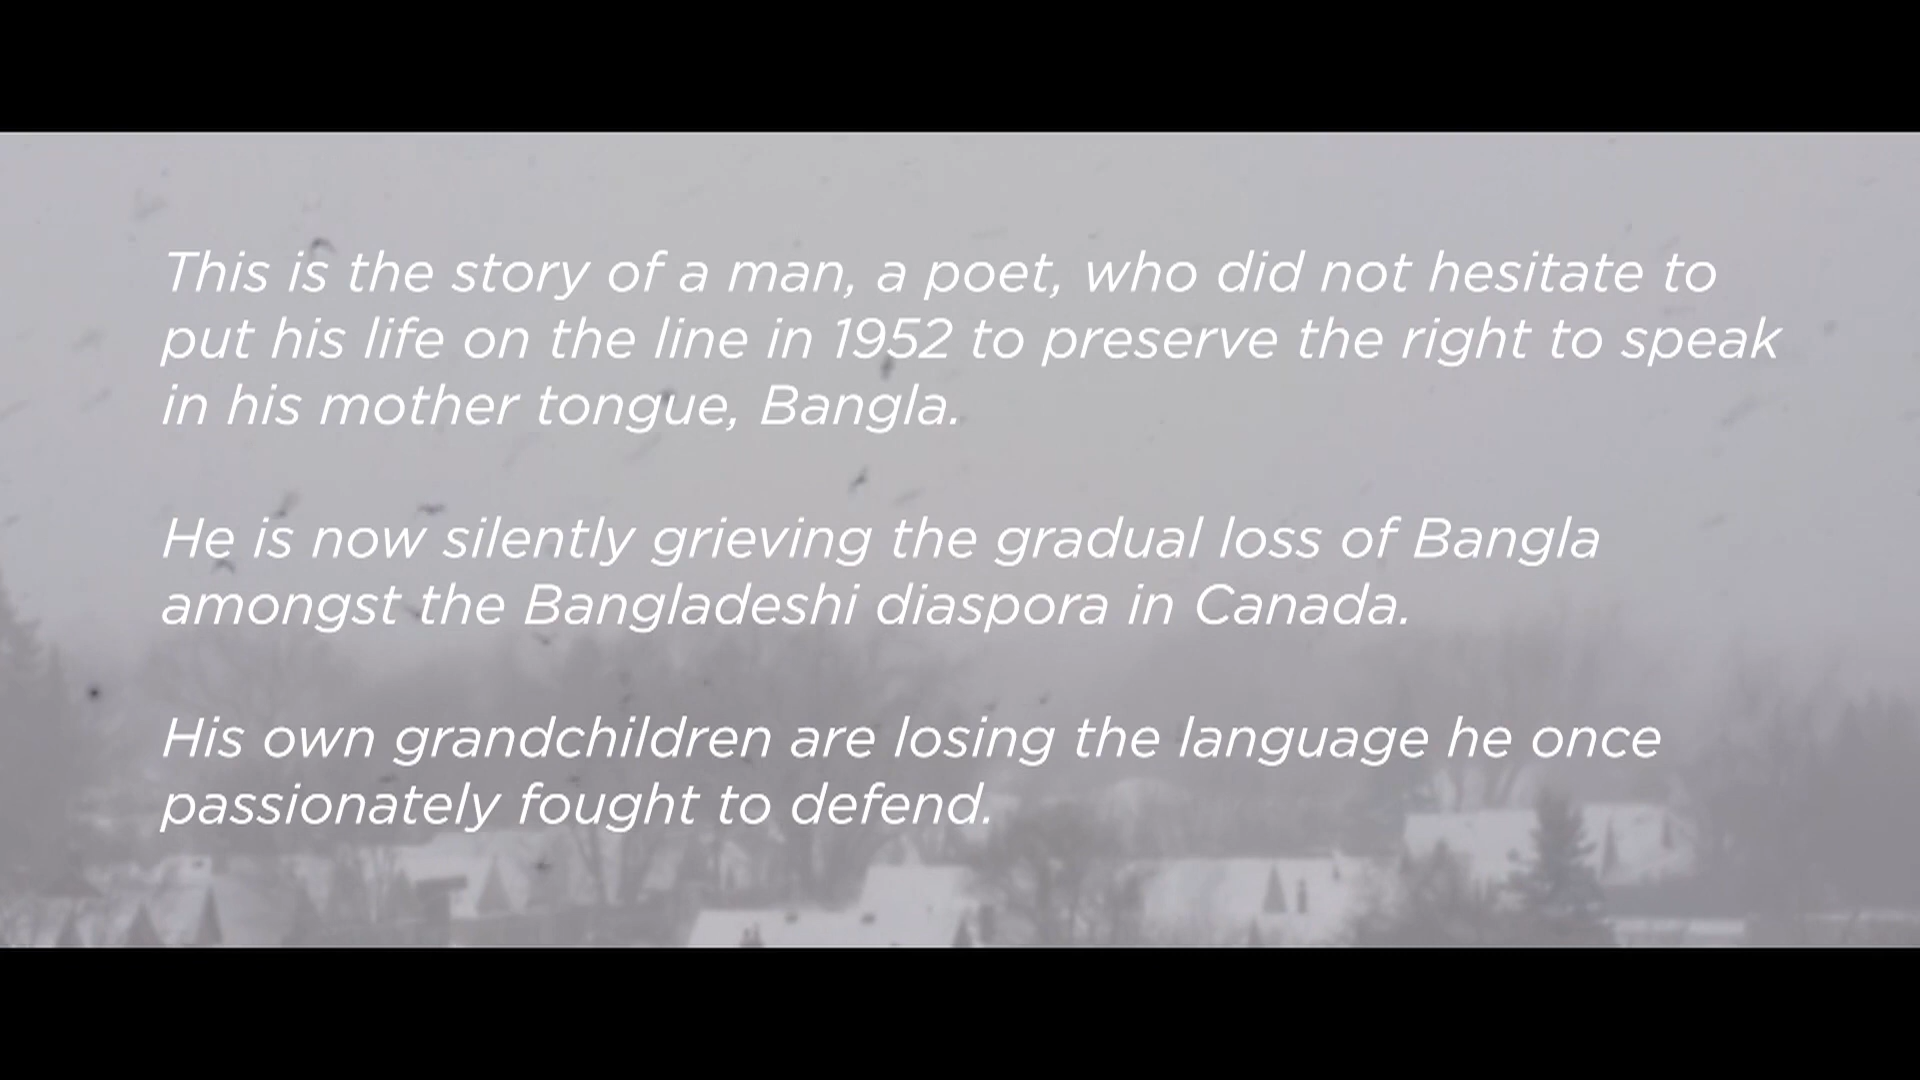 This is the story of a man, a poet, who did not hesitate to
put his life on the line in 1952 to preserve the right to speak
in his mother tongue, Bangla.
He is now silently grieving the gradual loss of Bangla
amongst the Bangladeshi diaspora in Canada.
His own grandchildren are losing the language he once
passionately fought to defend.